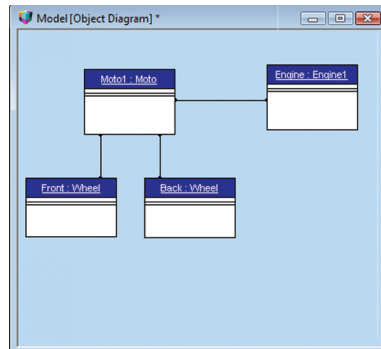 Model [Object Diagram] *
Moto1 : Moto
Engine : Engine1
Front : Wheel
Back : Wheel